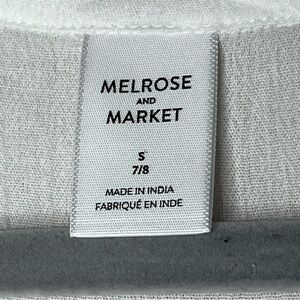 MELROSE
AND
MARKET
S
7/8
MADE IN INDIA
FABRIQUÉ EN INDE